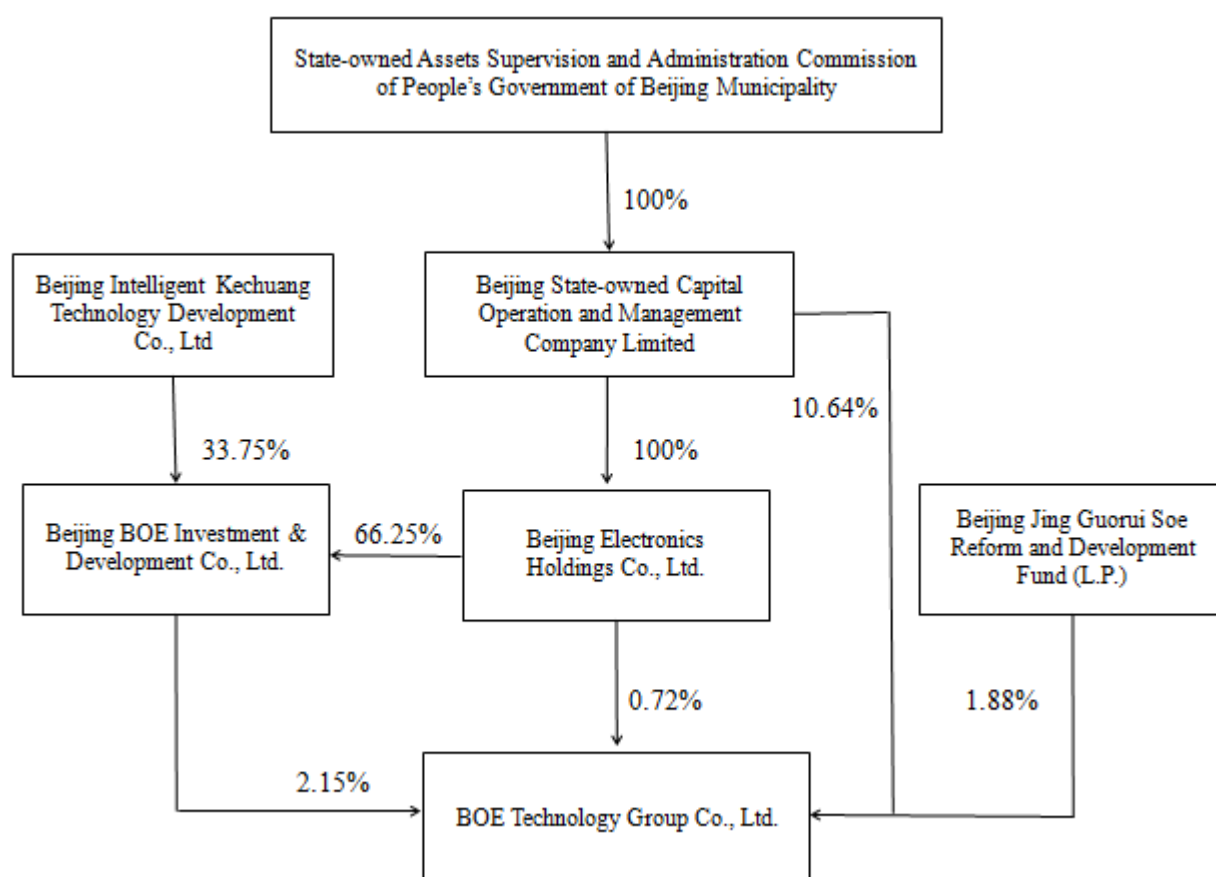 State-owned Assets Supervision and Administration Commission
of People's Government of Beijing Municipality
100%
Beijing Intelligent Kechuang
Technology Development
Co., Ltd
Beijing State-owned Capital
Operation and Management
Company Limited
10.64%
33.75%
100%
Beijing BOE Investment &
Development Co., Ltd.
66.25%
Beijing Electronics
Holdings Co., Ltd.
Beijing Jing Guorui Soe
Reform and Development
Fund (L.P.)
0.72%
1.88%
2.15%
BOE Technology Group Co., Ltd.